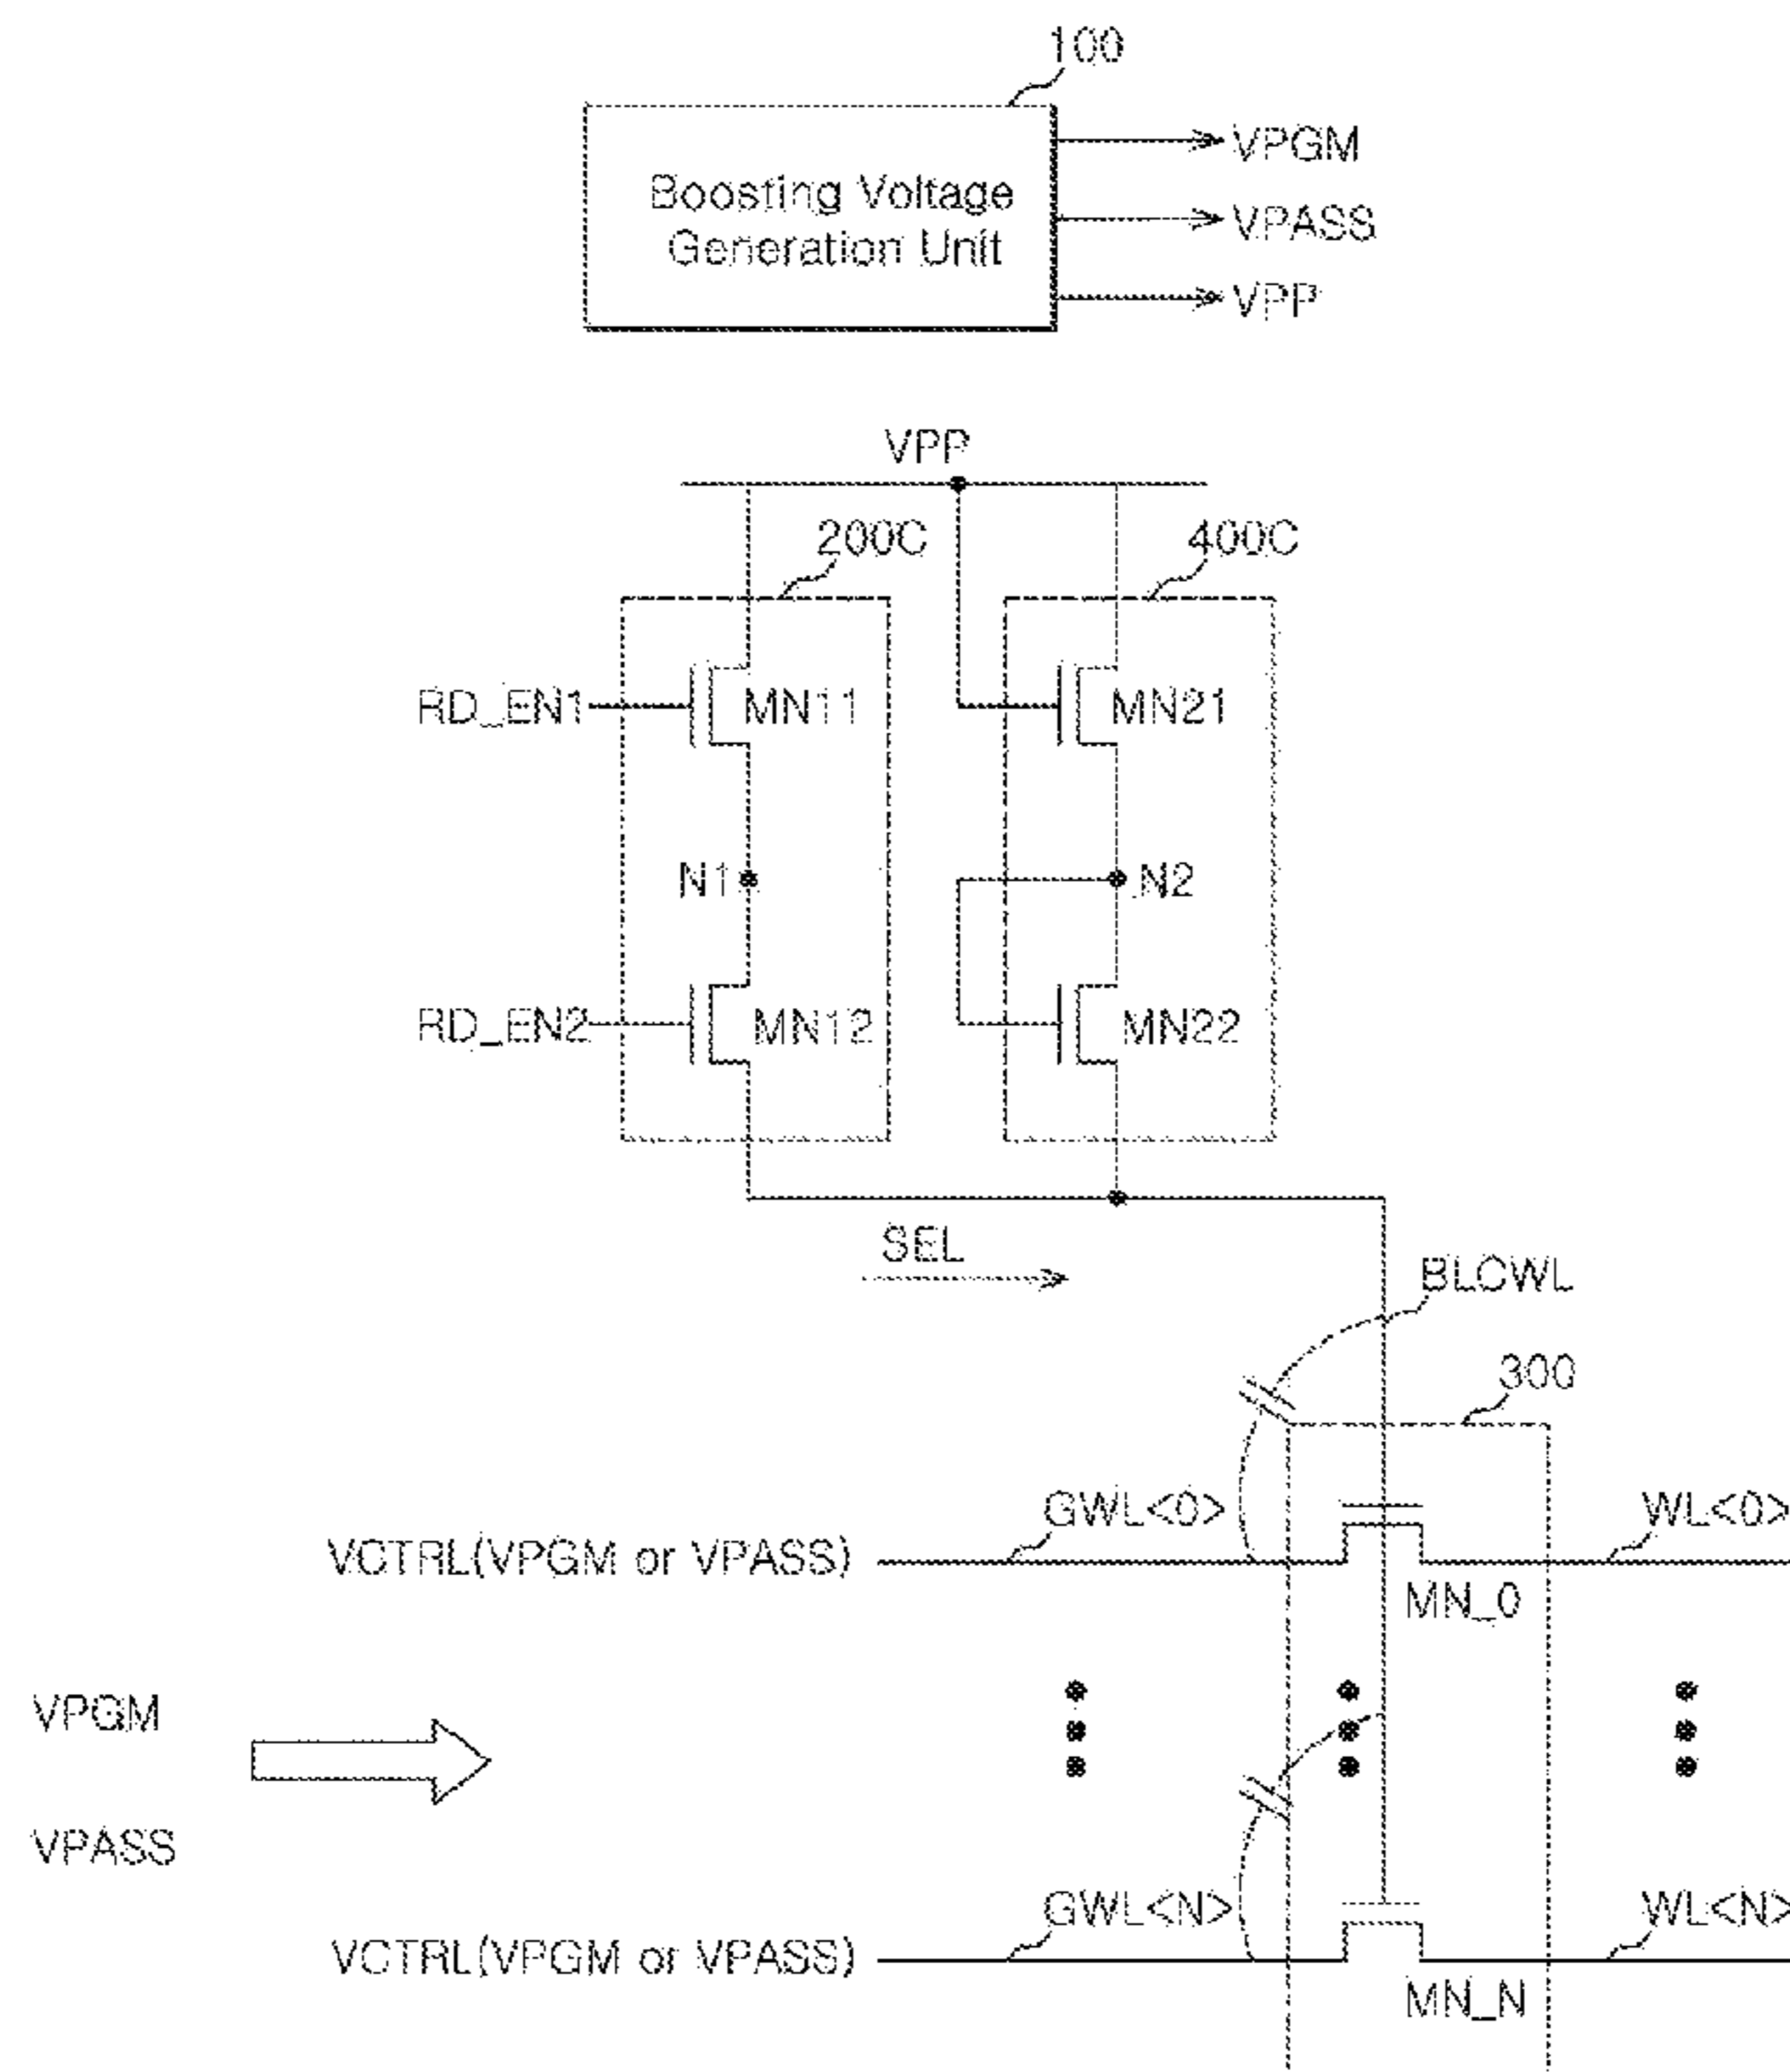 100
Boosting Voltage
Generation Unit
VPGM
VPASS
VPP
VPP
200C
400C
RD_EN1
MN11
MN21
N1
N2
RD_EN2
MN12
MN22
SEL
BLCWL
300
GWL<0>
WL<0>
VCTRL(VPGM or VPASS)
MN_0
VPGM
VPASS
GWL<N>
WL<N>
VCTRL(VPGM or VPASS)
MN_N